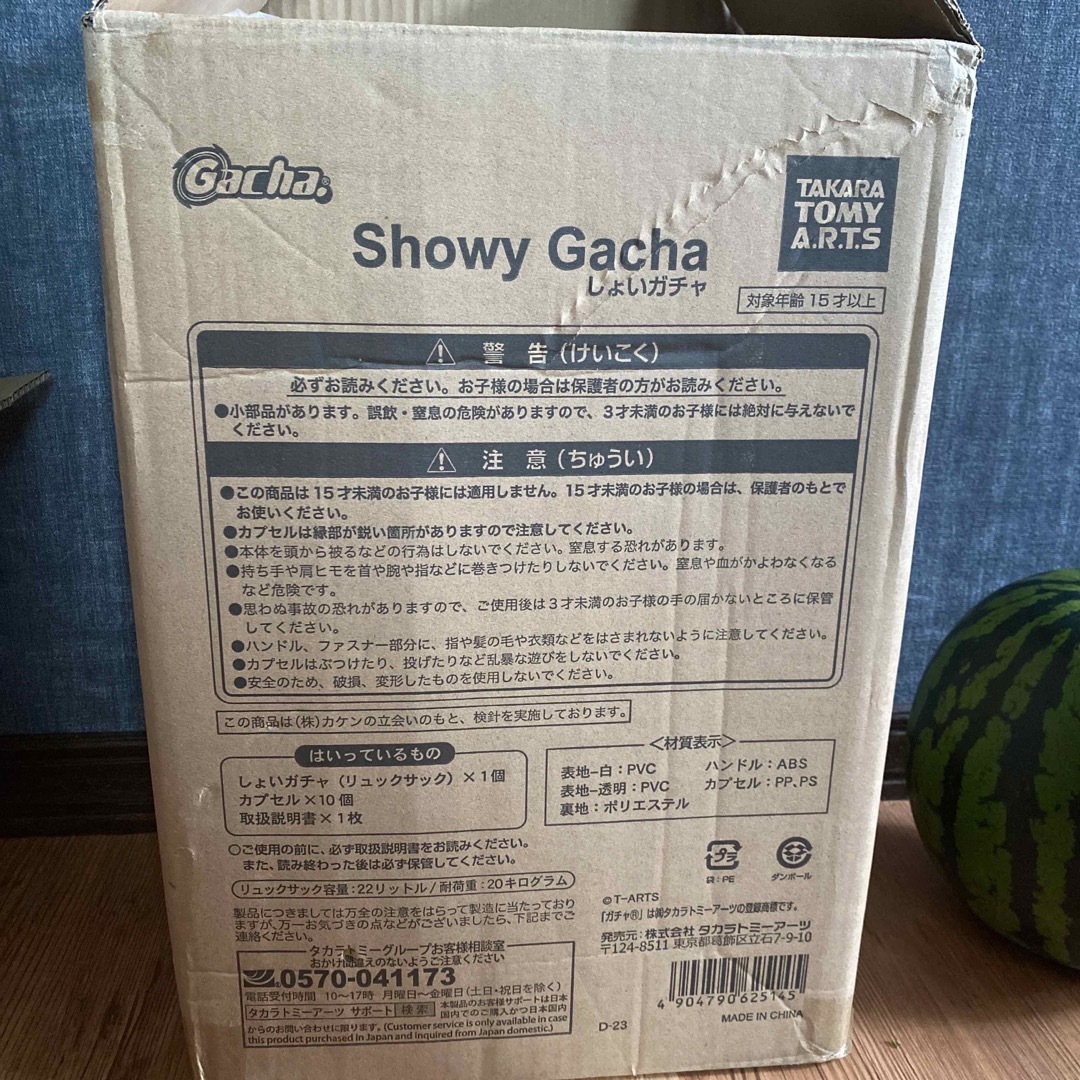 Gacha®
TAKARA
TOMY
A.R.T.S
Showy Gacha
しょいガチャ
対象年齢 15才以上
警 告(けいこく)
必ずお読みください。お子様の場合は保護者の方がお読みください。
●小部品があります。誤飲・窒息の危険がありますので、3才未満のお子様には絶対に与えないで
ください。
注 意(ちゅうい)
●この商品は15才未満のお子様には適用しません。15才未満のお子様の場合は、保護者のもとで
お使いください。
●カプセルは縁部が鋭い箇所がありますので注意してください。
●本体を頭から被るなどの行為はしないでください。窒息する恐れがあります。
●持ち手や肩ヒモを首や腕や指などに巻きつけたりしないでください。窒息や血がかよわなくなる
など危険です。
●思わぬ事故の恐れがありますので、ご使用後は3才未満のお子様の手の届かないところに保管
してください。
●ハンドル、ファスナー部分に、指や髪の毛や衣類などをはさまれないように注意してください。
●カプセルはぶつけたり、投げたりなど乱暴な遊びをしないでください。
●安全のため、破損、変形したものを使用しないでください。
この商品は(株)カケンの立会いのもと、検針を実施しております。
はいっているもの
しょいガチャ(リュックサック)×1個
カプセル×10個
取扱説明書×1枚
<材質表示>
表地-白:PVC
表地-透明:PVC
裏地:ポリエステル
ハンドル:ABS
カプセル:PP、PS
○ご使用の前に、必ず取扱説明書をお読みください。
また、読み終わった後は必ず保管してください。
リュックサック容量:22リットル/耐荷重:20キログラム
プラ
袋:PE
ダンボール
製品につきましては万全の注意をはらって製造に当たっており
ますが、万一お気づきの点などがございましたら、下記までご
連絡ください。
タカラトミーグループお客様相談室
おかけ間違えのないようご注意ください
0570-041173
電話受付時間 10〜17時 月曜日〜金曜日(土日・祝日を除く)
タカラトミーアーツ サポート 検索
本製品のお客様サポートは日本
国内でのご購入かつ日本国内
からのお問い合わせに限ります。(Customer service is only available in case
this product purchased in Japan and inquired from Japan domestic.)
©T-ARTS
「ガチャ®」は㈱タカラトミーアーツの登録商標です。
発売元:株式会社 タカラトミーアーツ
〒124-8511 東京都葛飾区立石7-9-10
4 904790 625145
D-23
MADE IN CHINA